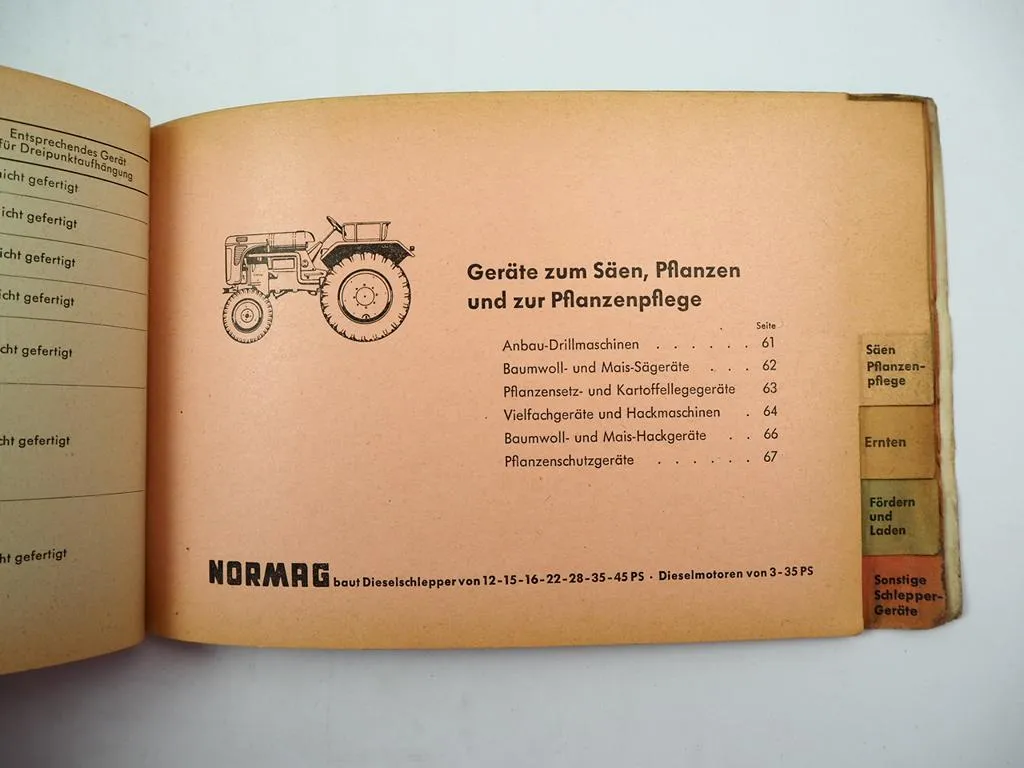 Entsprechendes Gerät
für Dreipunktaufhängung
nicht gefertigt
icht gefertigt
icht gefertigt
icht gefertigt
cht gefertigt
cht gefertigt
ht gefertigt
Geräte zum Säen, Pflanzen
und zur Pflanzenpflege
Seite
Anbau-Drillmaschinen . . . . . . 61
Baumwoll- und Mais-Sägeräte . . . 62
Pflanzensetz- und Kartoffellegegeräte 63
Vielfachgeräte und Hackmaschinen . 64
Baumwoll- und Mais-Hackgeräte . . 66
Pflanzenschutzgeräte . . . . . . 67
NORMAG baut Dieselschlepper von 12-15-16-22-28-35-45 PS · Dieselmotoren von 3-35 PS
Säen
Pflanzen-
pflege
Ernten
Fördern
und
Laden
Sonstige
Schlepper-
Geräte